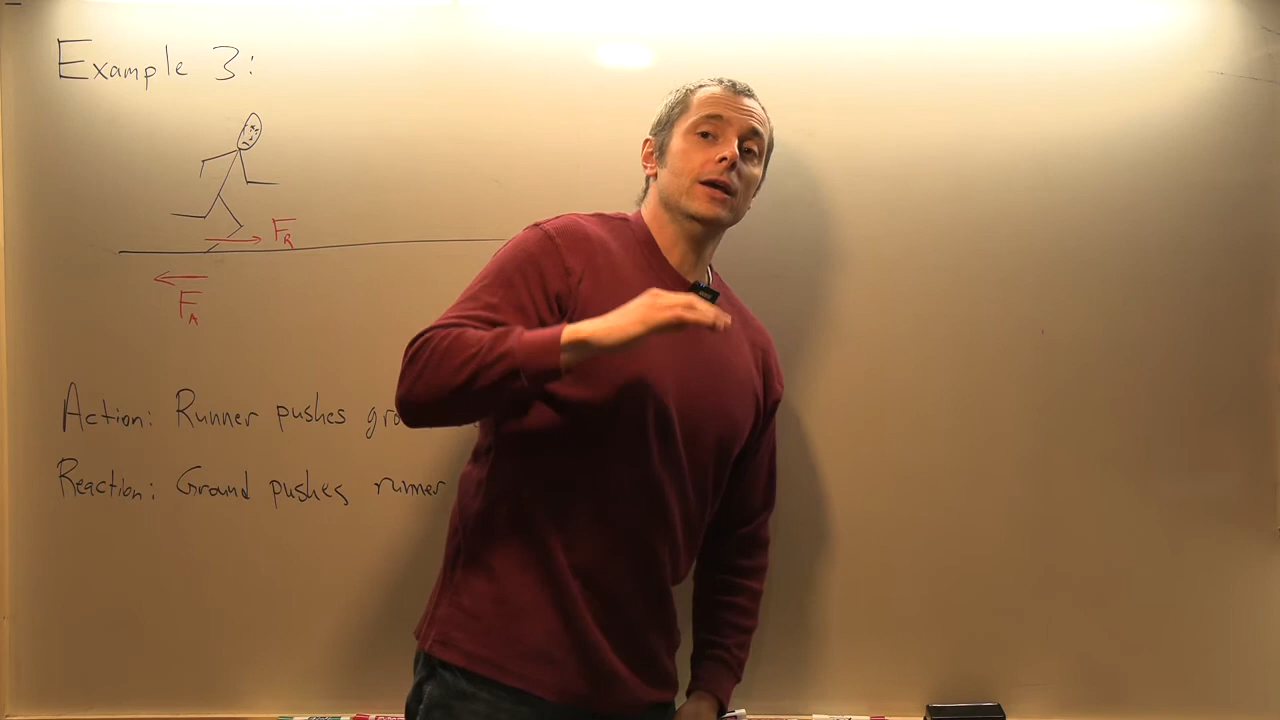 Example 3:
F_R
F_A
Action: Runner pushes gro
Reaction: Ground pushes runner